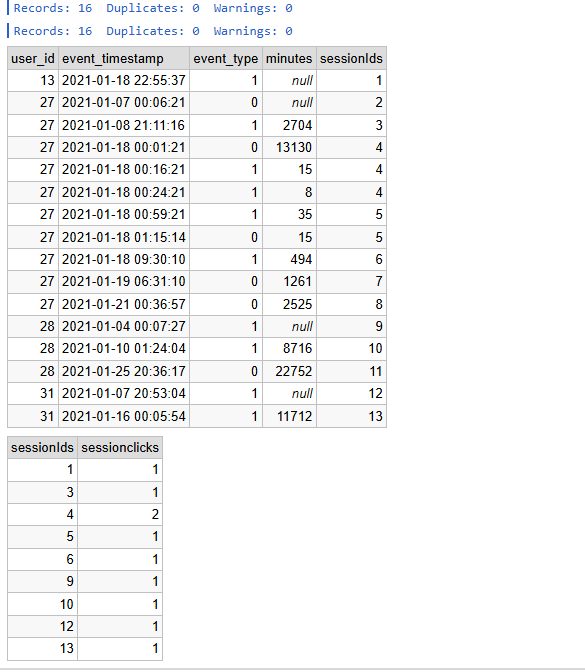 Records: 16 Duplicates: 0 Warnings: 0
Records: 16 Duplicates: 0 Warnings: 0
user_id event_timestamp event_type minutes sessionIds
13 2021-01-18 22:55:37 1 null 1
27 2021-01-07 00:06:21 0 null 2
27 2021-01-08 21:11:16 1 2704 3
27 2021-01-18 00:01:21 0 13130 4
27 2021-01-18 00:16:21 1 15 4
27 2021-01-18 00:24:21 1 8 4
27 2021-01-18 00:59:21 1 35 5
27 2021-01-18 01:15:14 0 15 5
27 2021-01-18 09:30:10 1 494 6
27 2021-01-19 06:31:10 0 1261 7
27 2021-01-21 00:36:57 0 2525 8
28 2021-01-04 00:07:27 1 null 9
28 2021-01-10 01:24:04 1 8716 10
28 2021-01-25 20:36:17 0 22752 11
31 2021-01-07 20:53:04 1 null 12
31 2021-01-16 00:05:54 1 11712 13
sessionIds sessionclicks
1 1
3 1
4 2
5 1
6 1
9 1
10 1
12 1
13 1